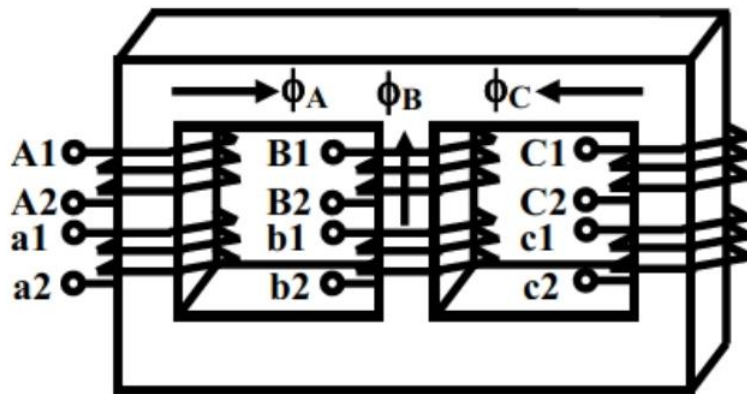 ϕA ϕB ϕC
A1 B1 C1
A2 B2 C2
a1 b1 c1
a2 b2 c2